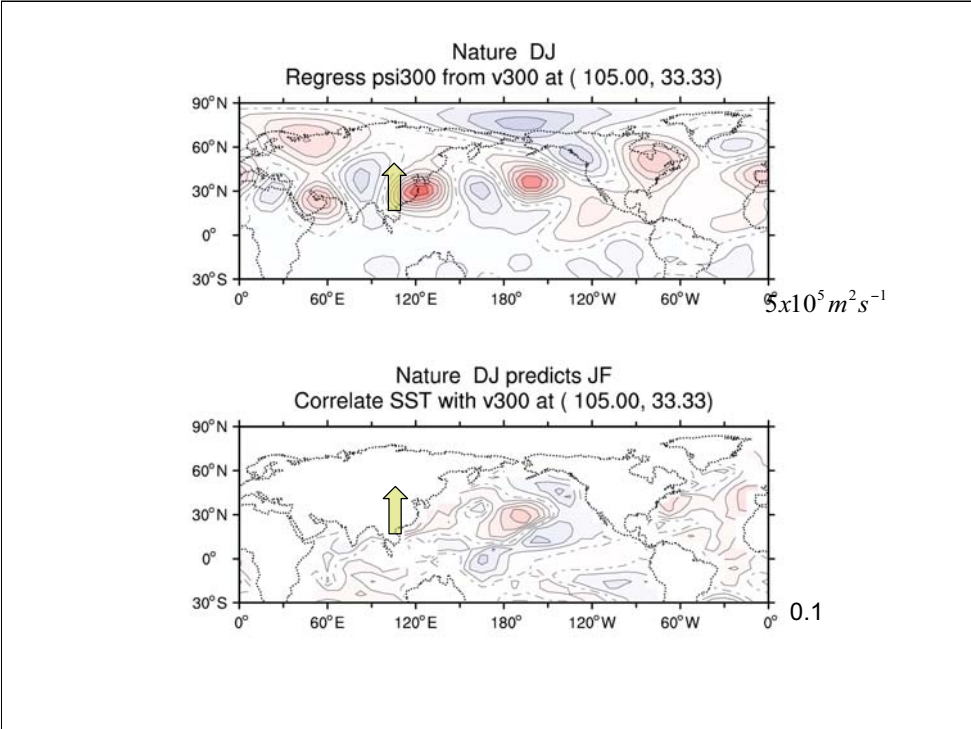 Nature DJ
Regress psi300 from v300 at ( 105.00, 33.33)
90°N
60°N
30°N
0°
30°S
0° 60°E 120°E 180° 120°W 60°W 0°
5x10⁵ m² s⁻¹
Nature DJ predicts JF
Correlate SST with v300 at ( 105.00, 33.33)
90°N
60°N
30°N
0°
30°S
0° 60°E 120°E 180° 120°W 60°W 0°
0.1